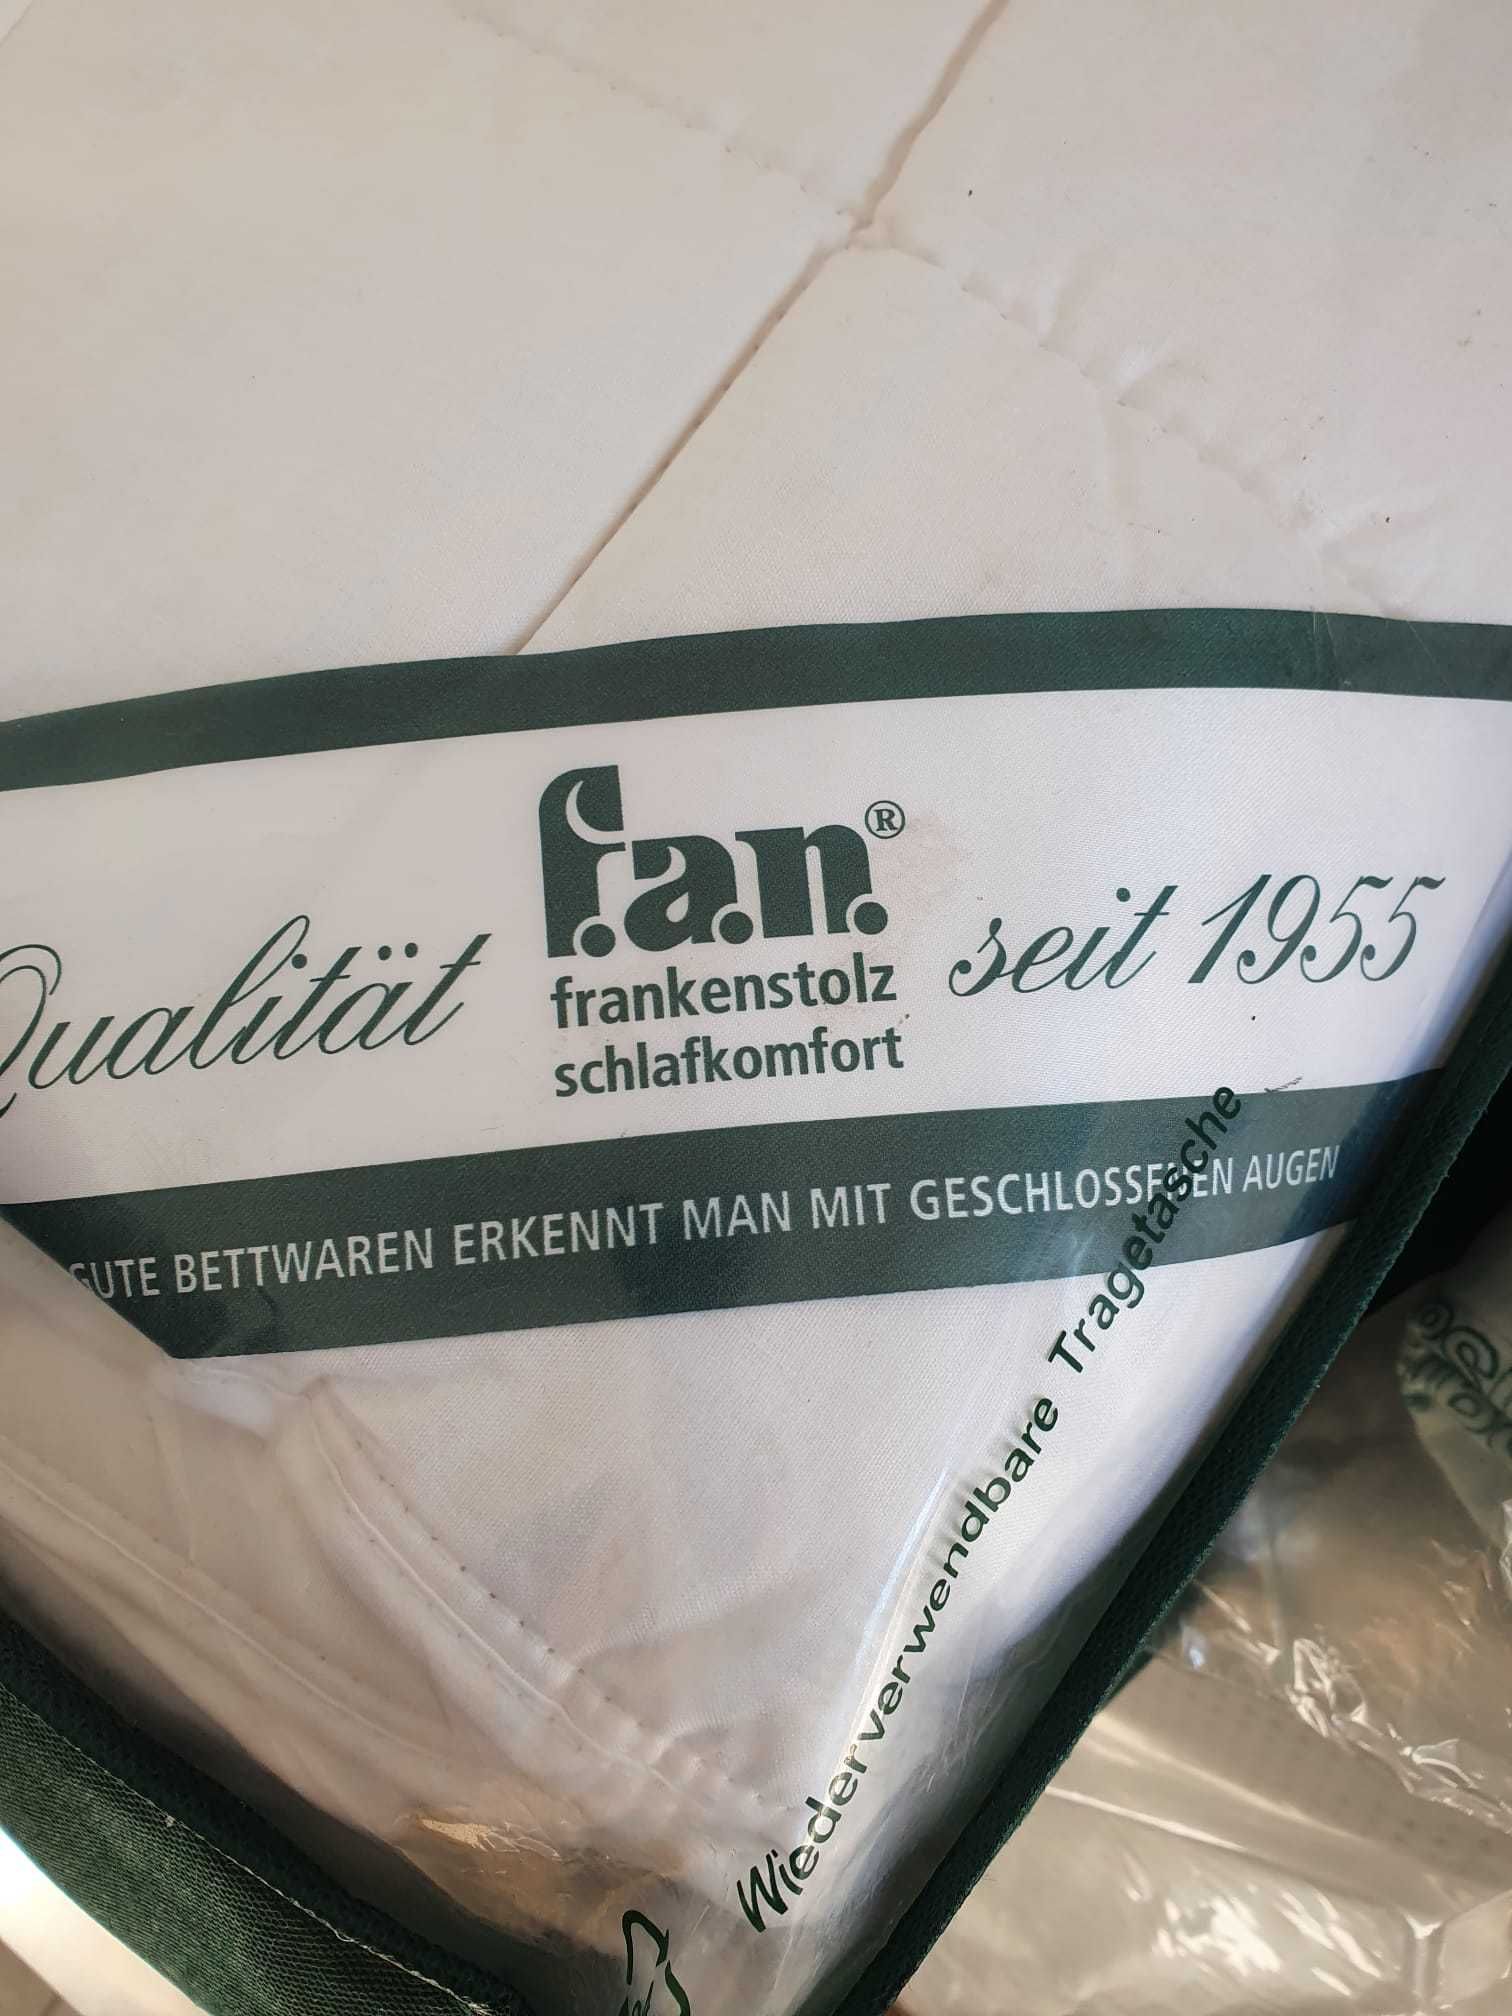 Qualität
f.a.n.®
frankenstolz
schlafkomfort
seit 1955
GUTE BETTWAREN ERKENNT MAN MIT GESCHLOSSENEN AUGEN
Wiederverwendbare Tragetasche